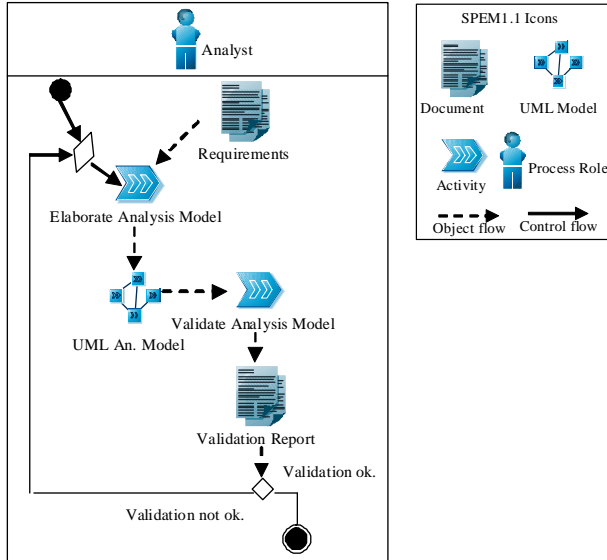 Analyst
Requirements
Elaborate Analysis Model
UML An. Model
Validate Analysis Model
Validation Report
Validation ok.
Validation not ok.
SPEM1.1 Icons
Document
UML Model
Activity
Process Role
Object flow
Control flow